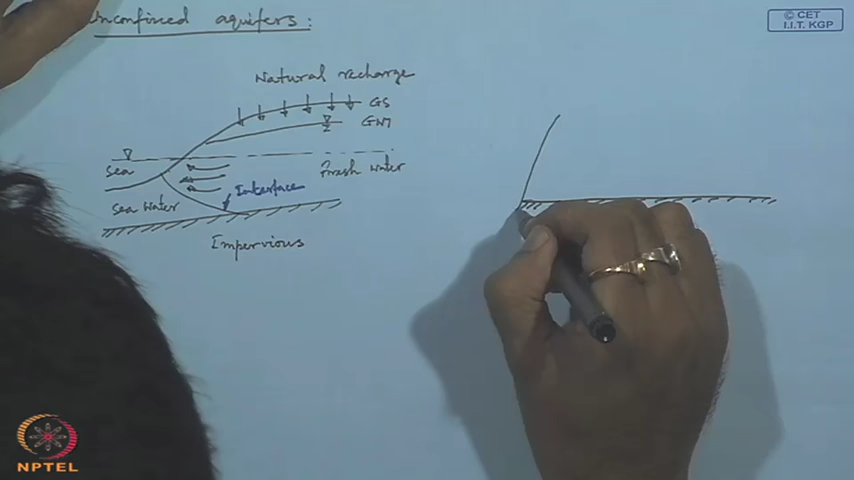 Unconfined aquifers:
© CET
I.I.T. KGP
Natural recharge
GS
GWT
sea
Fresh water
Interface
sea water
Impervious
NPTEL